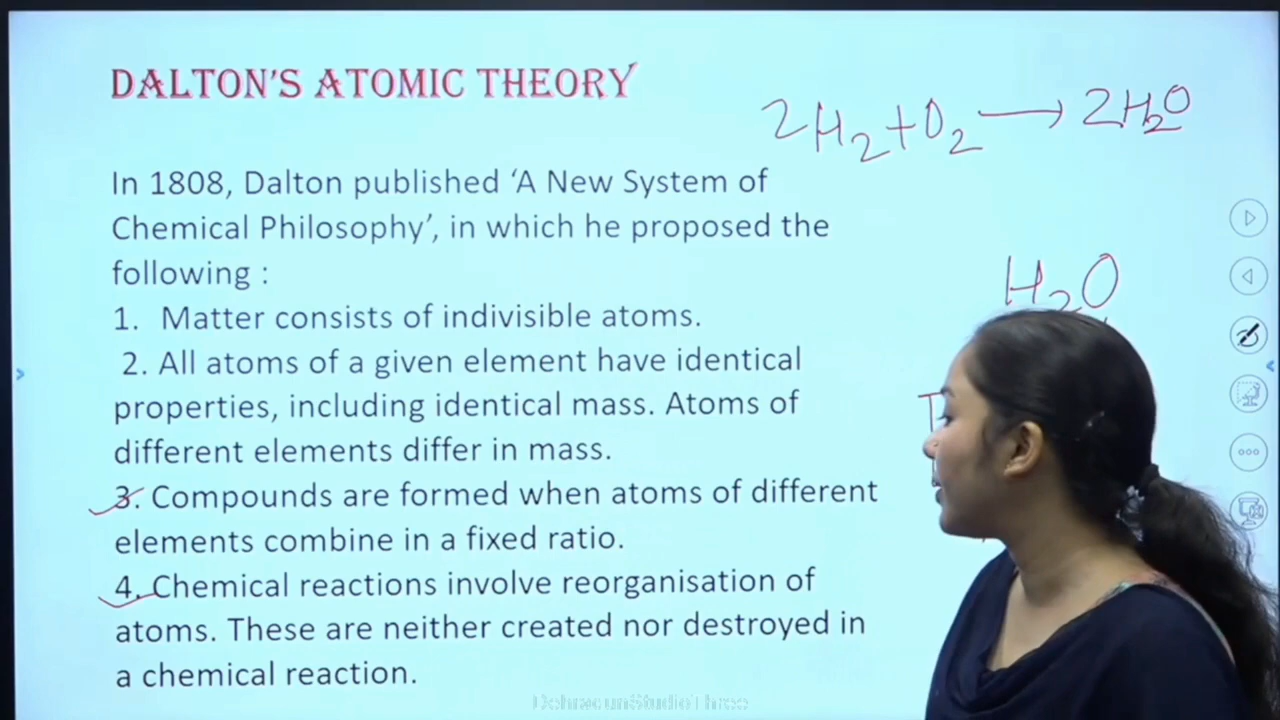 DALTON'S ATOMIC THEORY
2H₂+O₂ → 2H₂O
In 1808, Dalton published ‘A New System of
Chemical Philosophy’, in which he proposed the
following :
H₂O
1. Matter consists of indivisible atoms.
2. All atoms of a given element have identical
properties, including identical mass. Atoms of
different elements differ in mass.
3. Compounds are formed when atoms of different
elements combine in a fixed ratio.
4. Chemical reactions involve reorganisation of
atoms. These are neither created nor destroyed in
a chemical reaction.